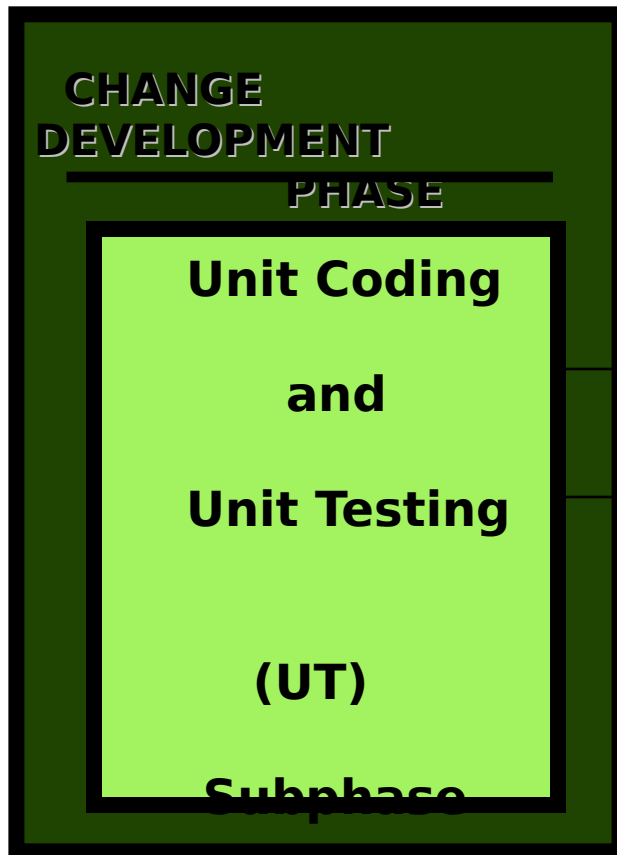 CHANGE
DEVELOPMENT
PHASE
Unit Coding
and
Unit Testing
(UT)
Subphase